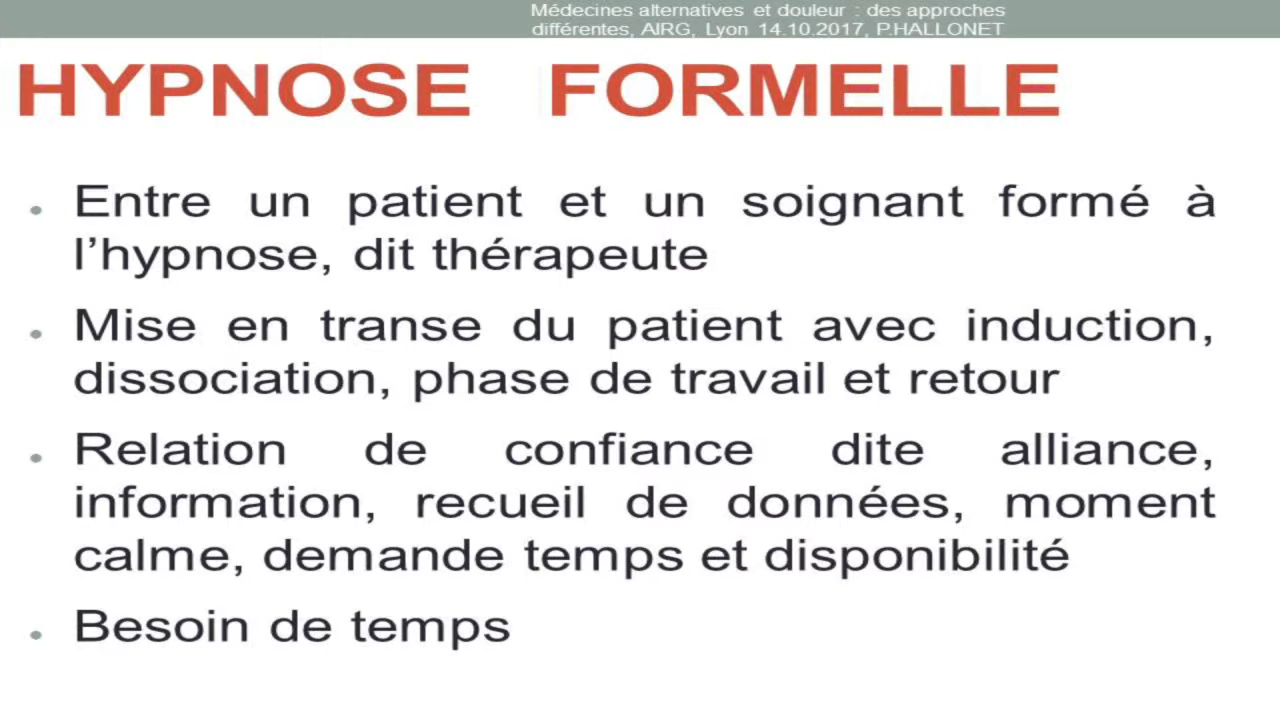 Médecines alternatives et douleur : des approches
différentes, AIRG, Lyon 14.10.2017, P.HALLONET
HYPNOSE FORMELLE
• Entre un patient et un soignant formé à
l’hypnose, dit thérapeute
• Mise en transe du patient avec induction,
dissociation, phase de travail et retour
• Relation de confiance dite alliance,
information, recueil de données, moment
calme, demande temps et disponibilité
• Besoin de temps